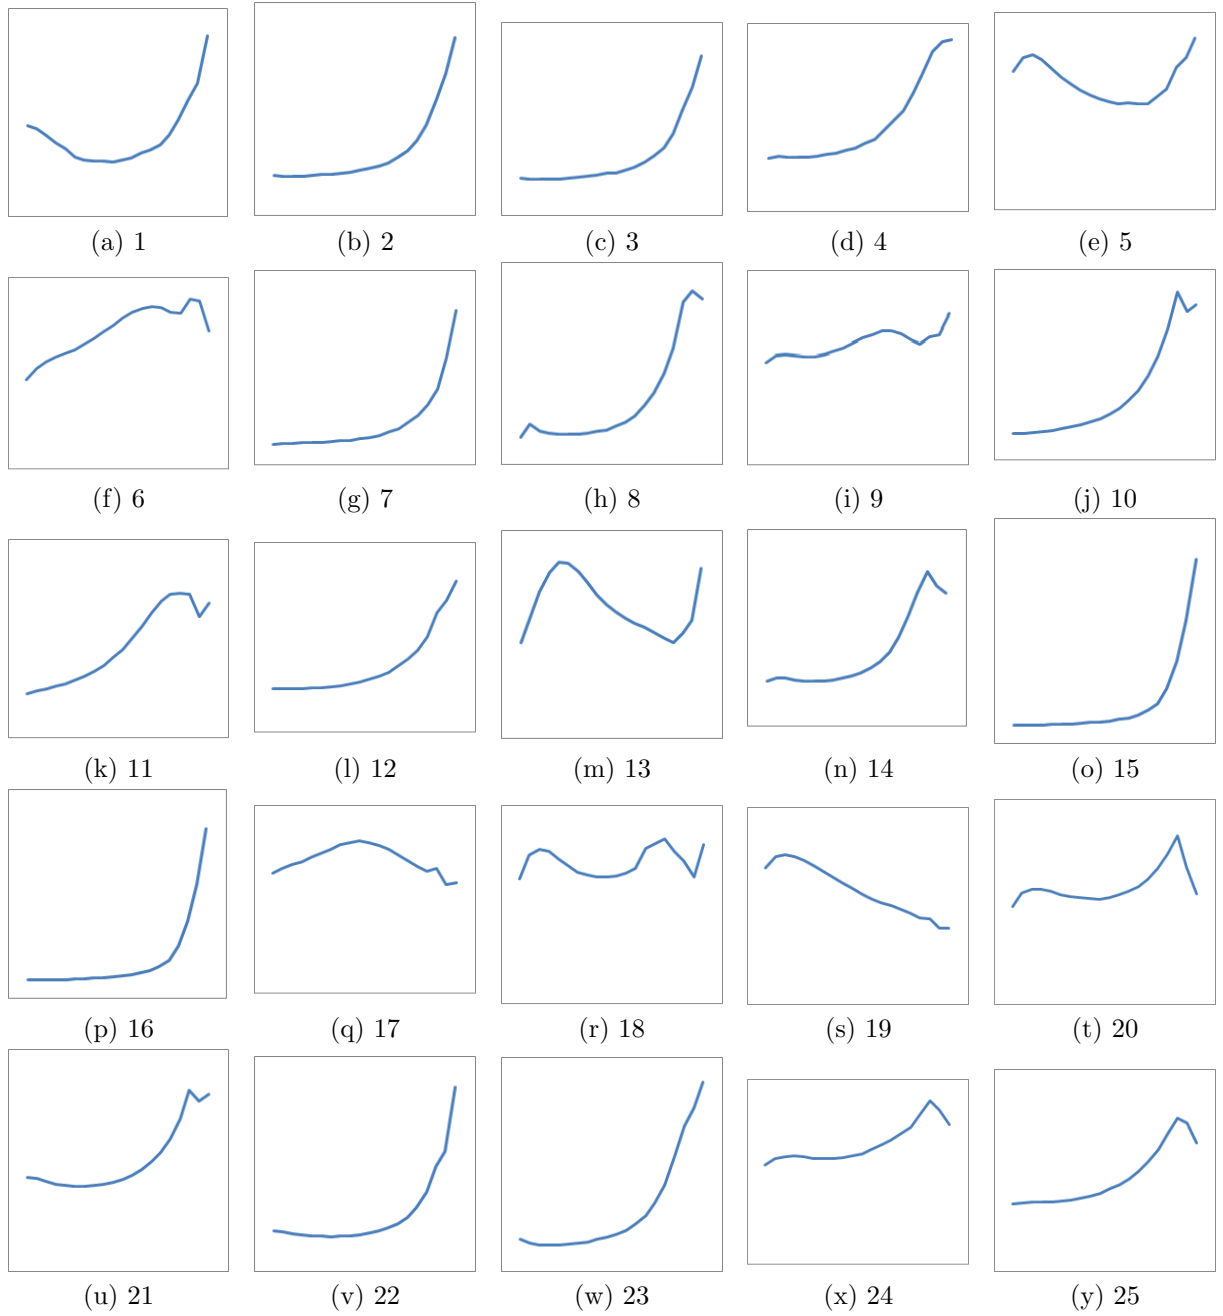 (a) 1 (b) 2 (c) 3 (d) 4 (e) 5
(f) 6 (g) 7 (h) 8 (i) 9 (j) 10
(k) 11 (l) 12 (m) 13 (n) 14 (o) 15
(p) 16 (q) 17 (r) 18 (s) 19 (t) 20
(u) 21 (v) 22 (w) 23 (x) 24 (y) 25